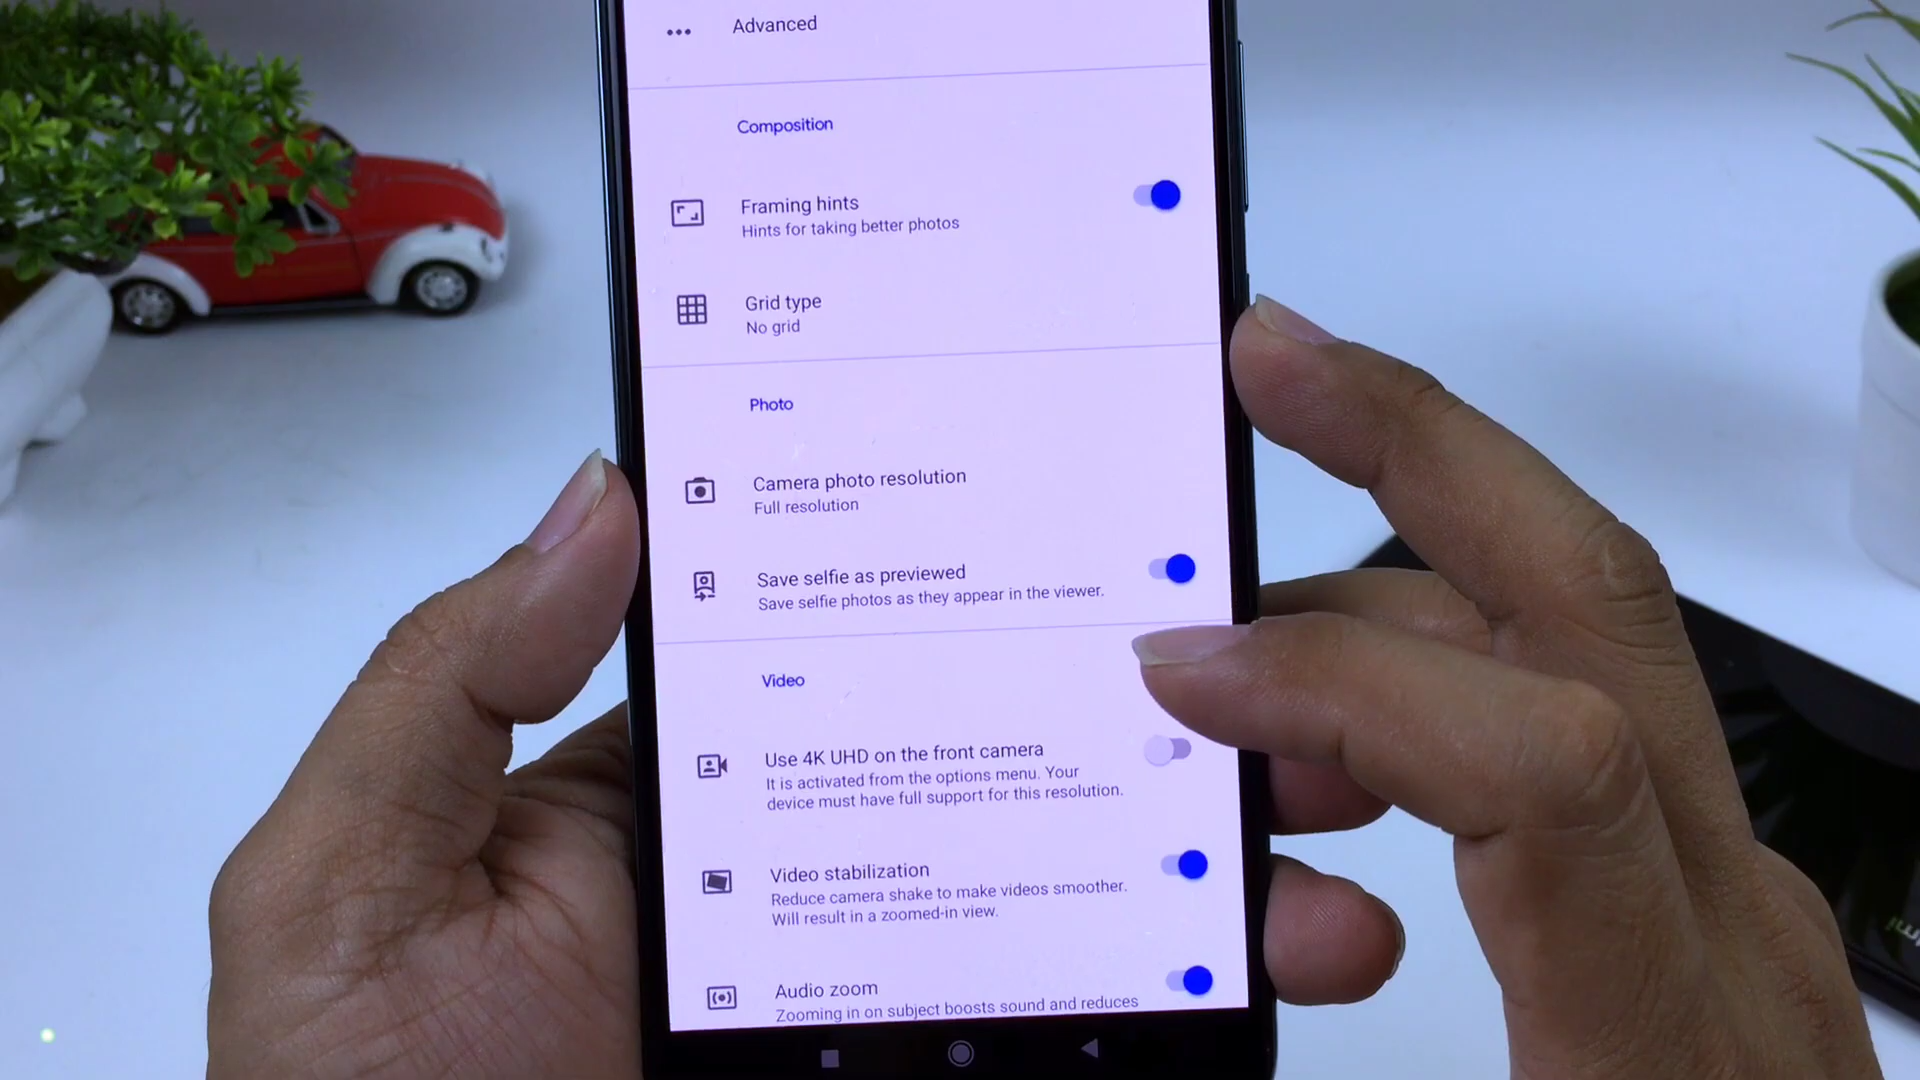 Advanced
Composition
Framing hints
Hints for taking better photos
Grid type
No grid
Photo
Camera photo resolution
Full resolution
Save selfie as previewed
Save selfie photos as they appear in the viewer.
Video
Use 4K UHD on the front camera
It is activated from the options menu. Your
device must have full support for this resolution.
Video stabilization
Reduce camera shake to make videos smoother.
Will result in a zoomed-in view.
Audio zoom
Zooming in on subject boosts sound and reduces